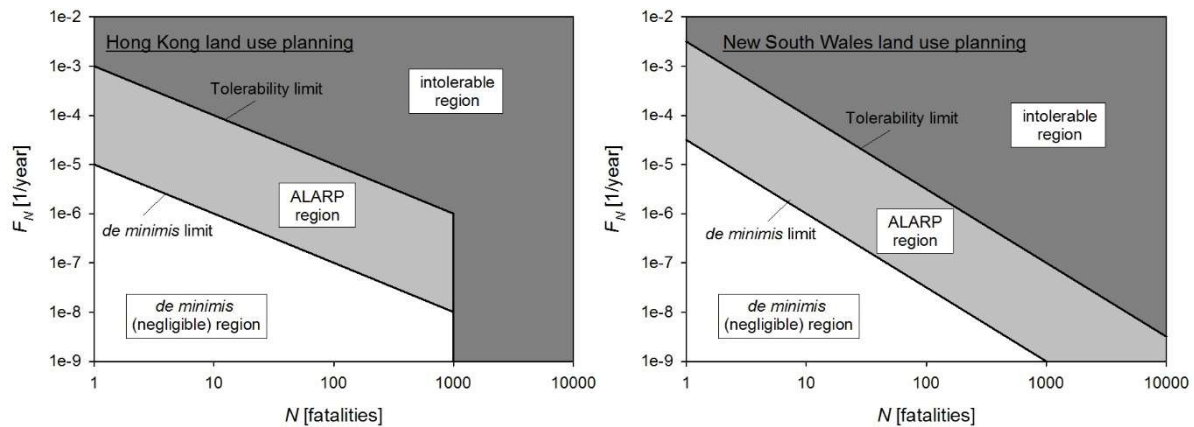 Hong Kong land use planning
1e-2
1e-3
1e-4
1e-5
1e-6
1e-7
1e-8
1e-9
F_N [1/year]
intolerable
region
Tolerability limit
ALARP
region
de minimis limit
de minimis
(negligible) region
1
10
100
1000
10000
N [fatalities]
New South Wales land use planning
1e-2
1e-3
1e-4
1e-5
1e-6
1e-7
1e-8
1e-9
F_N [1/year]
Tolerability limit
intolerable
region
ALARP
region
de minimis limit
de minimis
(negligible) region
1
10
100
1000
10000
N [fatalities]